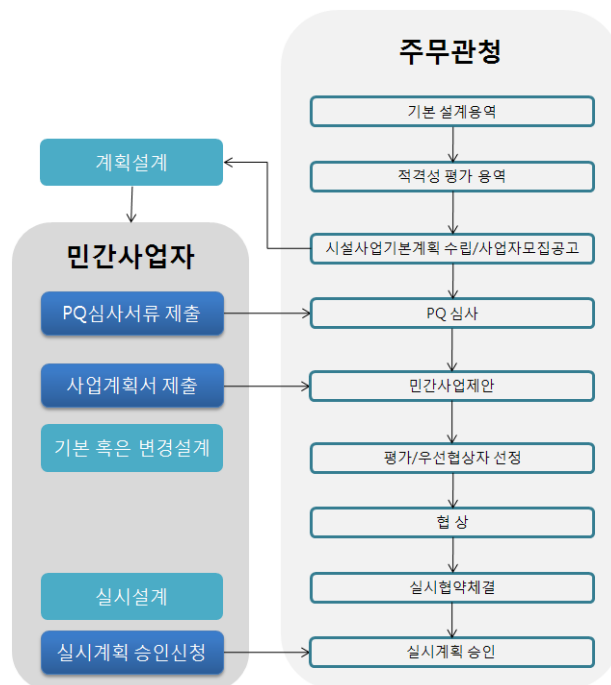 주무관청
기본 설계용역
적격성 평가 용역
시설사업기본계획 수립/사업자모집공고
PQ 심사
민간사업제안
평가/우선협상자 선정
협 상
실시협약체결
실시계획 승인
계획설계
민간사업자
PQ심사서류 제출
사업계획서 제출
기본 혹은 변경설계
실시설계
실시계획 승인신청